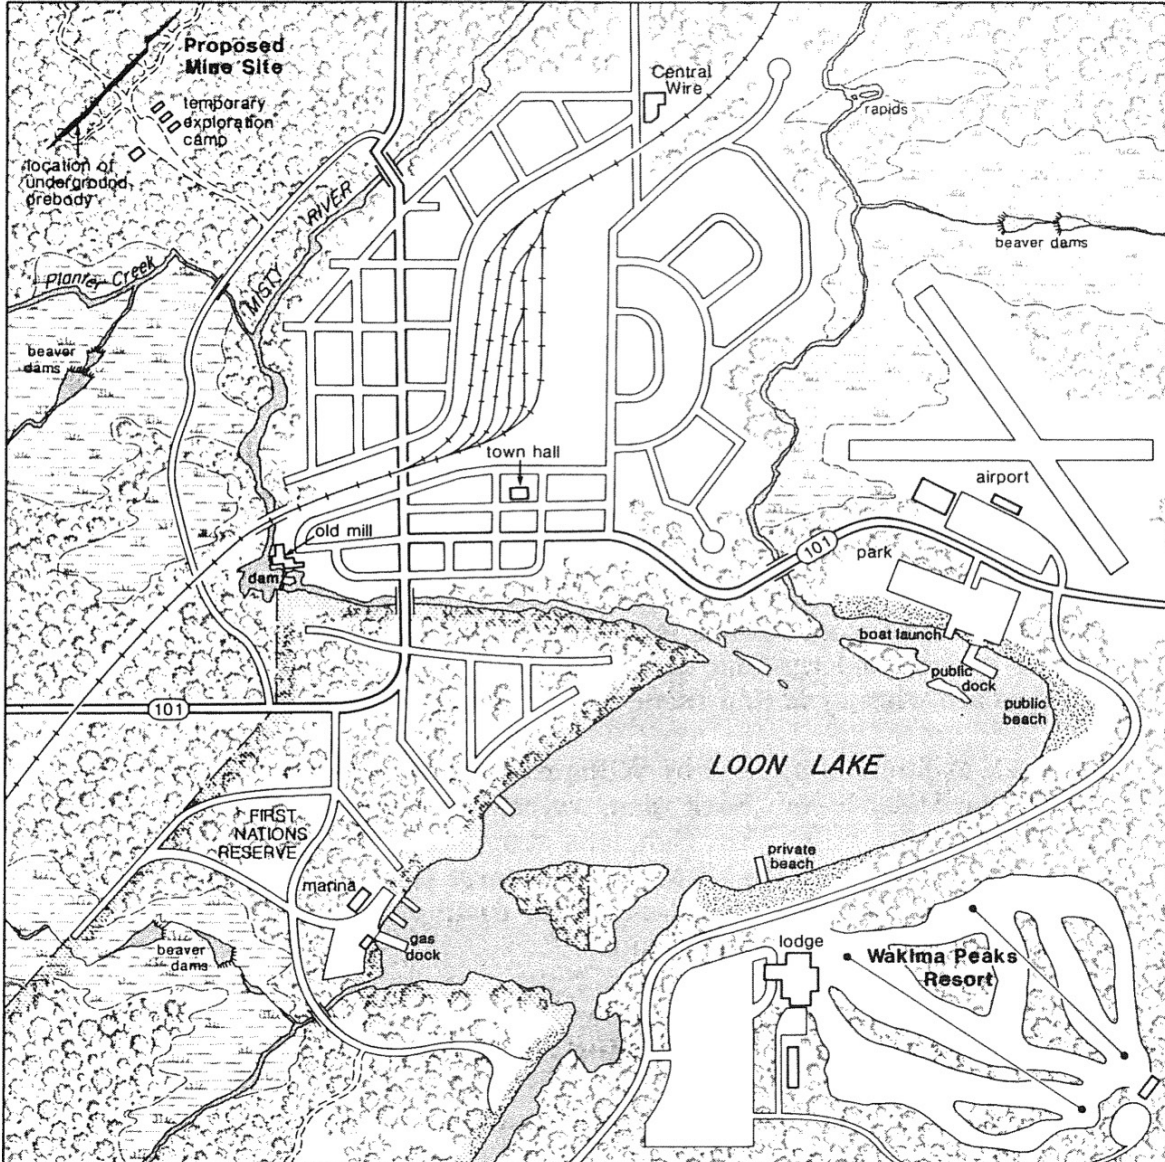 Proposed
Mine Site
temporary
exploration
camp
location of
underground
orebody
Central
Wire
rapids
beaver dams
Planter Creek
MISTY RIVER
beaver
dams
town hall
airport
old mill
dam
101
park
boat launch
public
dock
public
beach
101
LOON LAKE
FIRST
NATIONS
RESERVE
marina
private
beach
gas
dock
beaver
dams
lodge
Wakima Peaks
Resort